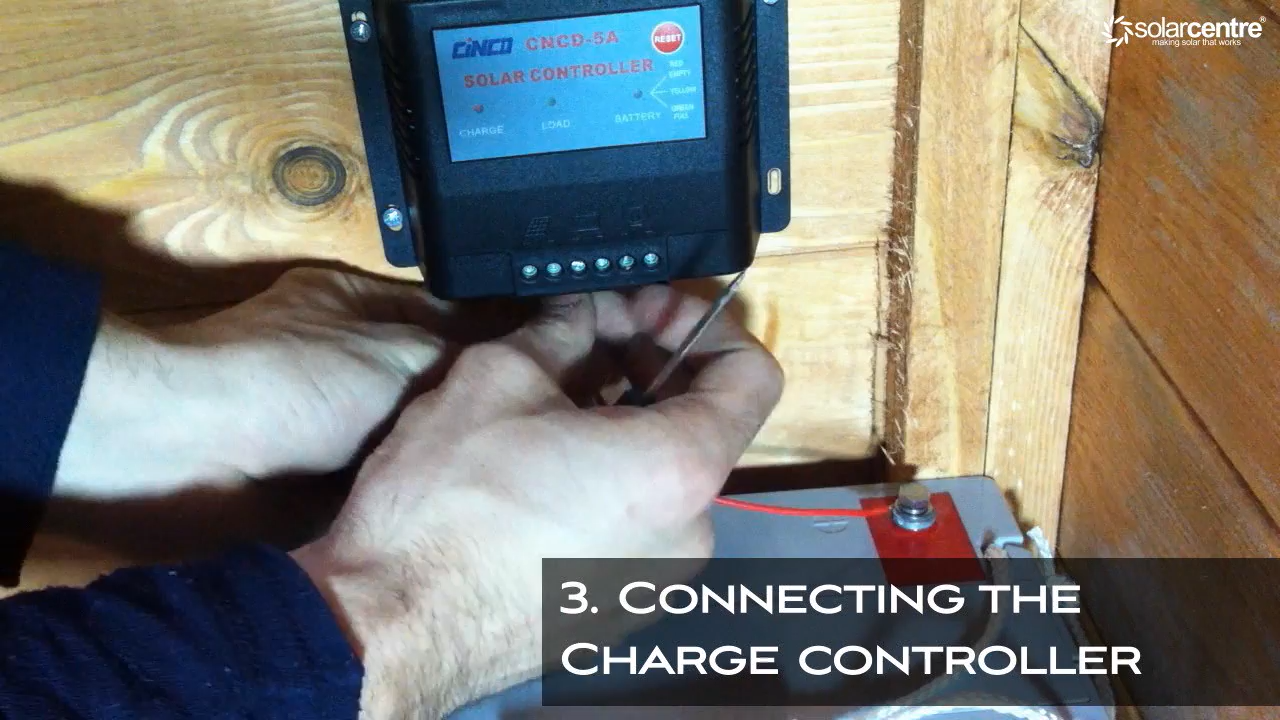 solarcentre®
making solar that works
CiNCO CNCD-5A
RESET
SOLAR CONTROLLER
RED
EMPTY
YELLOW
GREEN
FULL
CHARGE
LOAD
BATTERY
3. Connecting the
Charge controller